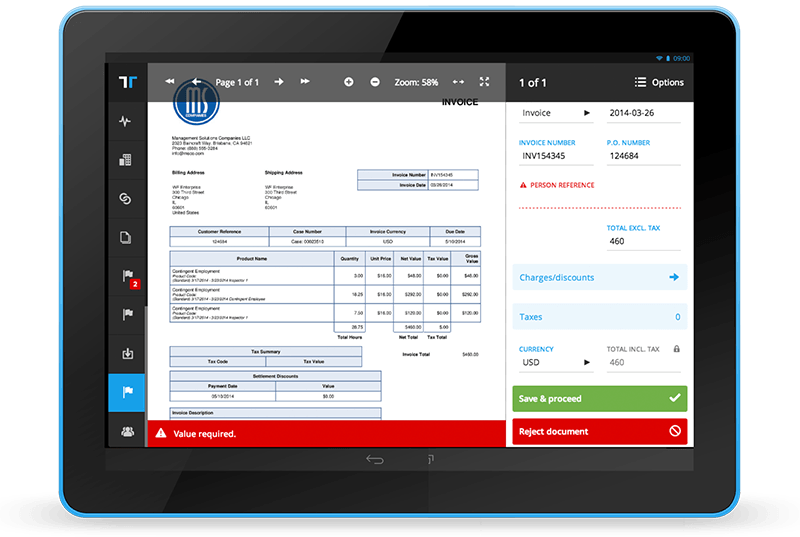 09:00
Page 1 of 1
Zoom: 58%
1 of 1
Options
MS
COMPANIES
INVOICE
Management Solutions Companies LLC
2023 Bancroft Way, Brisbane, CA 94621
Phone: (888) 555-3284
info@msco.com
Billing Address
Shipping Address
WF Enterprise
300 Third Street
Chicago
IL
60601
United States
WF Enterprise
300 Third Street
Chicago
IL
60601
Invoice Number INV154345
Invoice Date 03/26/2014
Customer Reference Case Number Invoice Currency Due Date
124684 Case: 00823510 USD 5/10/2014
Product Name Quantity Unit Price Net Value Tax Value Gross Value
Contingent Employment
Product Code:
(Standard: 3/17/2014 - 3/23/2014 Inspector 1
3.00 $16.00 $48.00 $0.00 $48.00
Contingent Employment
Product Code:
(Standard: 3/17/2014 - 3/23/2014 Contingent Employee
18.25 $16.00 $292.00 $0.00 $292.00
Contingent Employment
Product Code:
(Standard: 3/17/2014 - 3/23/2014 Inspector 1
7.50 $16.00 $120.00 $0.00 $120.00
28.75 $460.00 $.00
Total Hours Net Total Tax Total
Tax Summary
Tax Code Tax Value
Invoice Total $460.00
Settlement Discounts
Payment Date Value
05/10/2014 $0.00
Invoice Description
Value required.
2
Invoice
2014-03-26
INVOICE NUMBER
INV154345
P.O. NUMBER
124684
PERSON REFERENCE
TOTAL EXCL. TAX
460
Charges/discounts
Taxes 0
CURRENCY
USD
TOTAL INCL. TAX
460
Save & proceed
Reject document